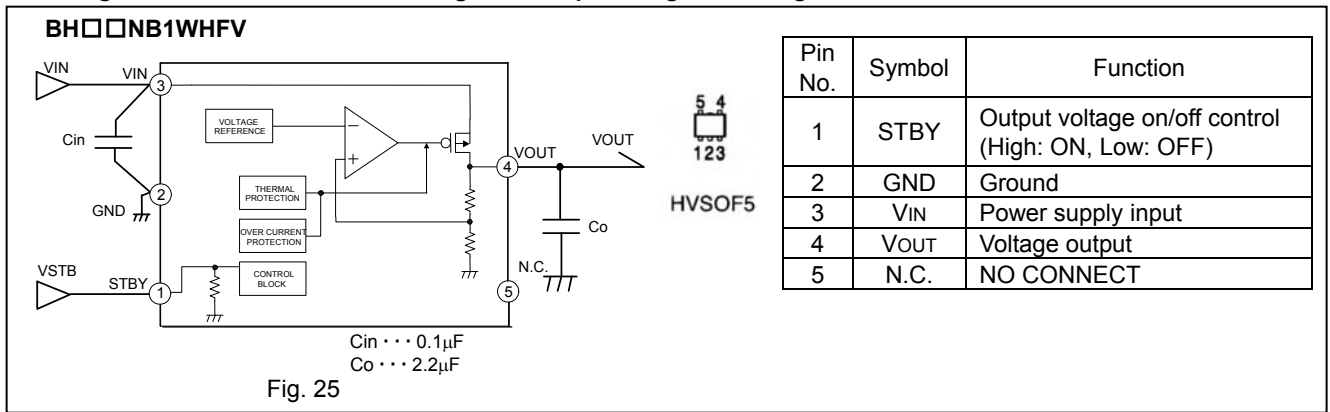 BH□□NB1WHFV
VIN
VIN
3
Cin
2
GND
VSTB
STBY
1
VOLTAGE
REFERENCE
THERMAL
PROTECTION
OVER CURRENT
PROTECTION
CONTROL
BLOCK
−
+
VOUT
4
VOUT
Co
N.C.
5
Cin・・・0.1μF
Co・・・2.2μF
Fig. 25
5 4
123
HVSOF5
Pin No. Symbol Function
1 STBY Output voltage on/off control (High: ON, Low: OFF)
2 GND Ground
3 VIN Power supply input
4 VOUT Voltage output
5 N.C. NO CONNECT